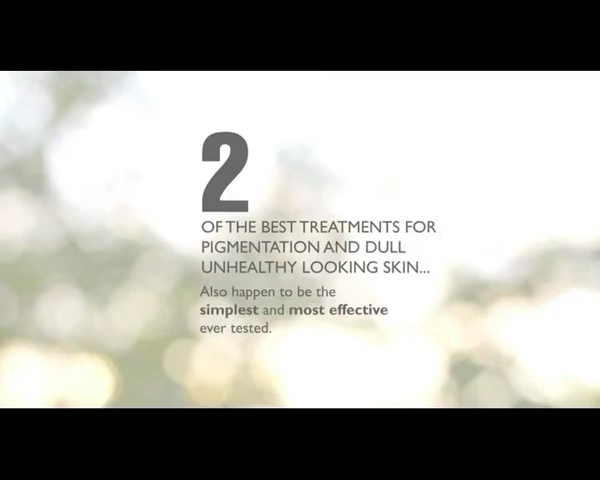 2
OF THE BEST TREATMENTS FOR
PIGMENTATION AND DULL
UNHEALTHY LOOKING SKIN...
Also happen to be the
simplest and most effective
ever tested.